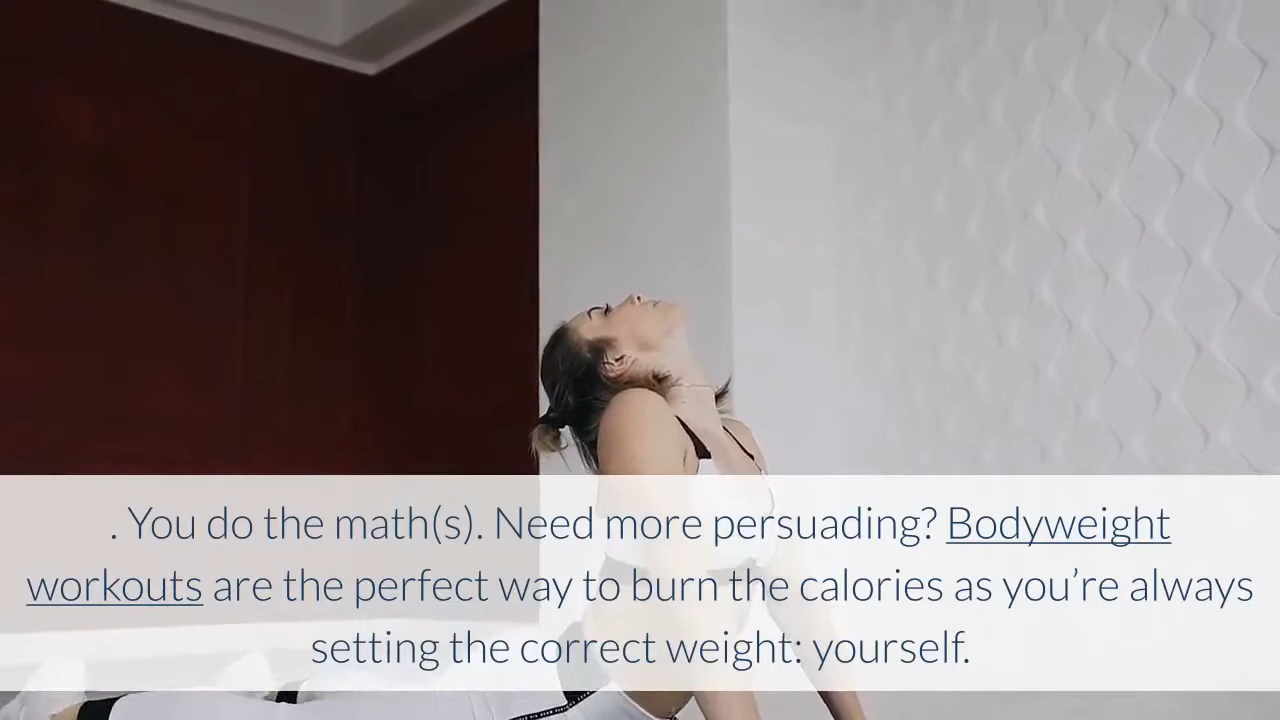 . You do the math(s). Need more persuading? Bodyweight
workouts are the perfect way to burn the calories as you’re always
setting the correct weight: yourself.